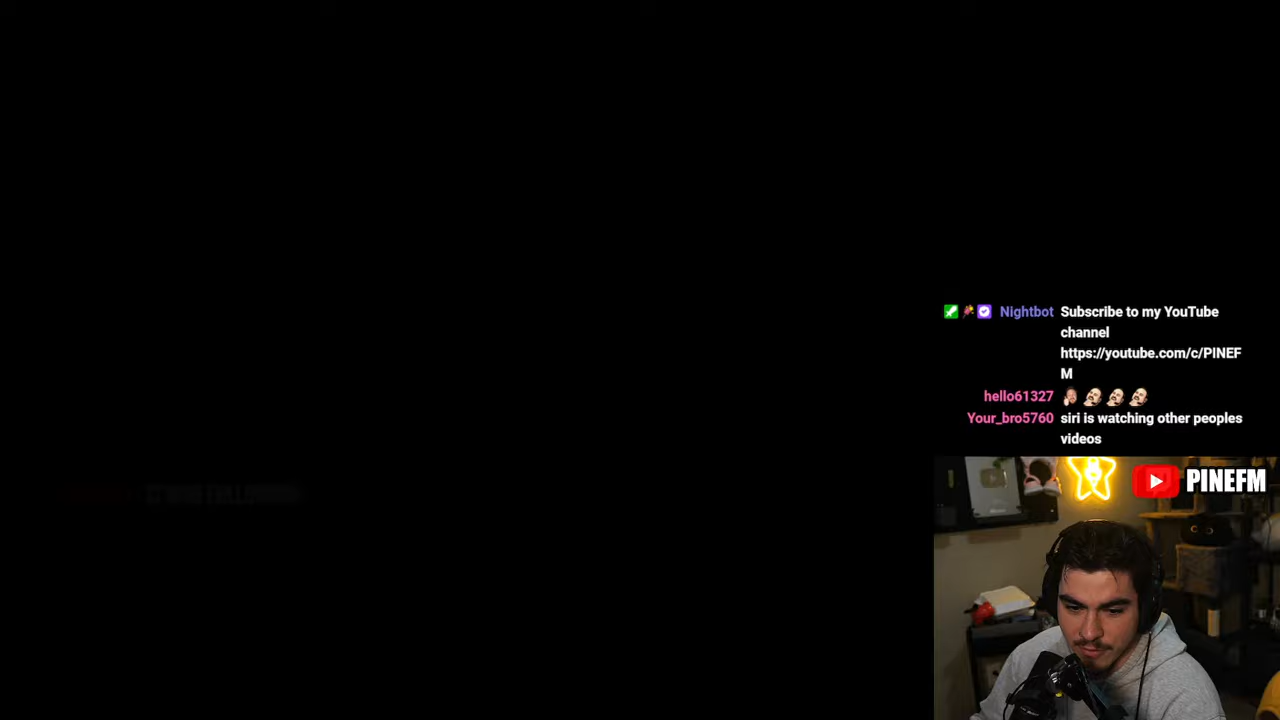 Nightbot Subscribe to my YouTube
channel
https://youtube.com/c/PINEF
M
hello61327
Your_bro5760 siri is watching other peoples
videos
PINEFM